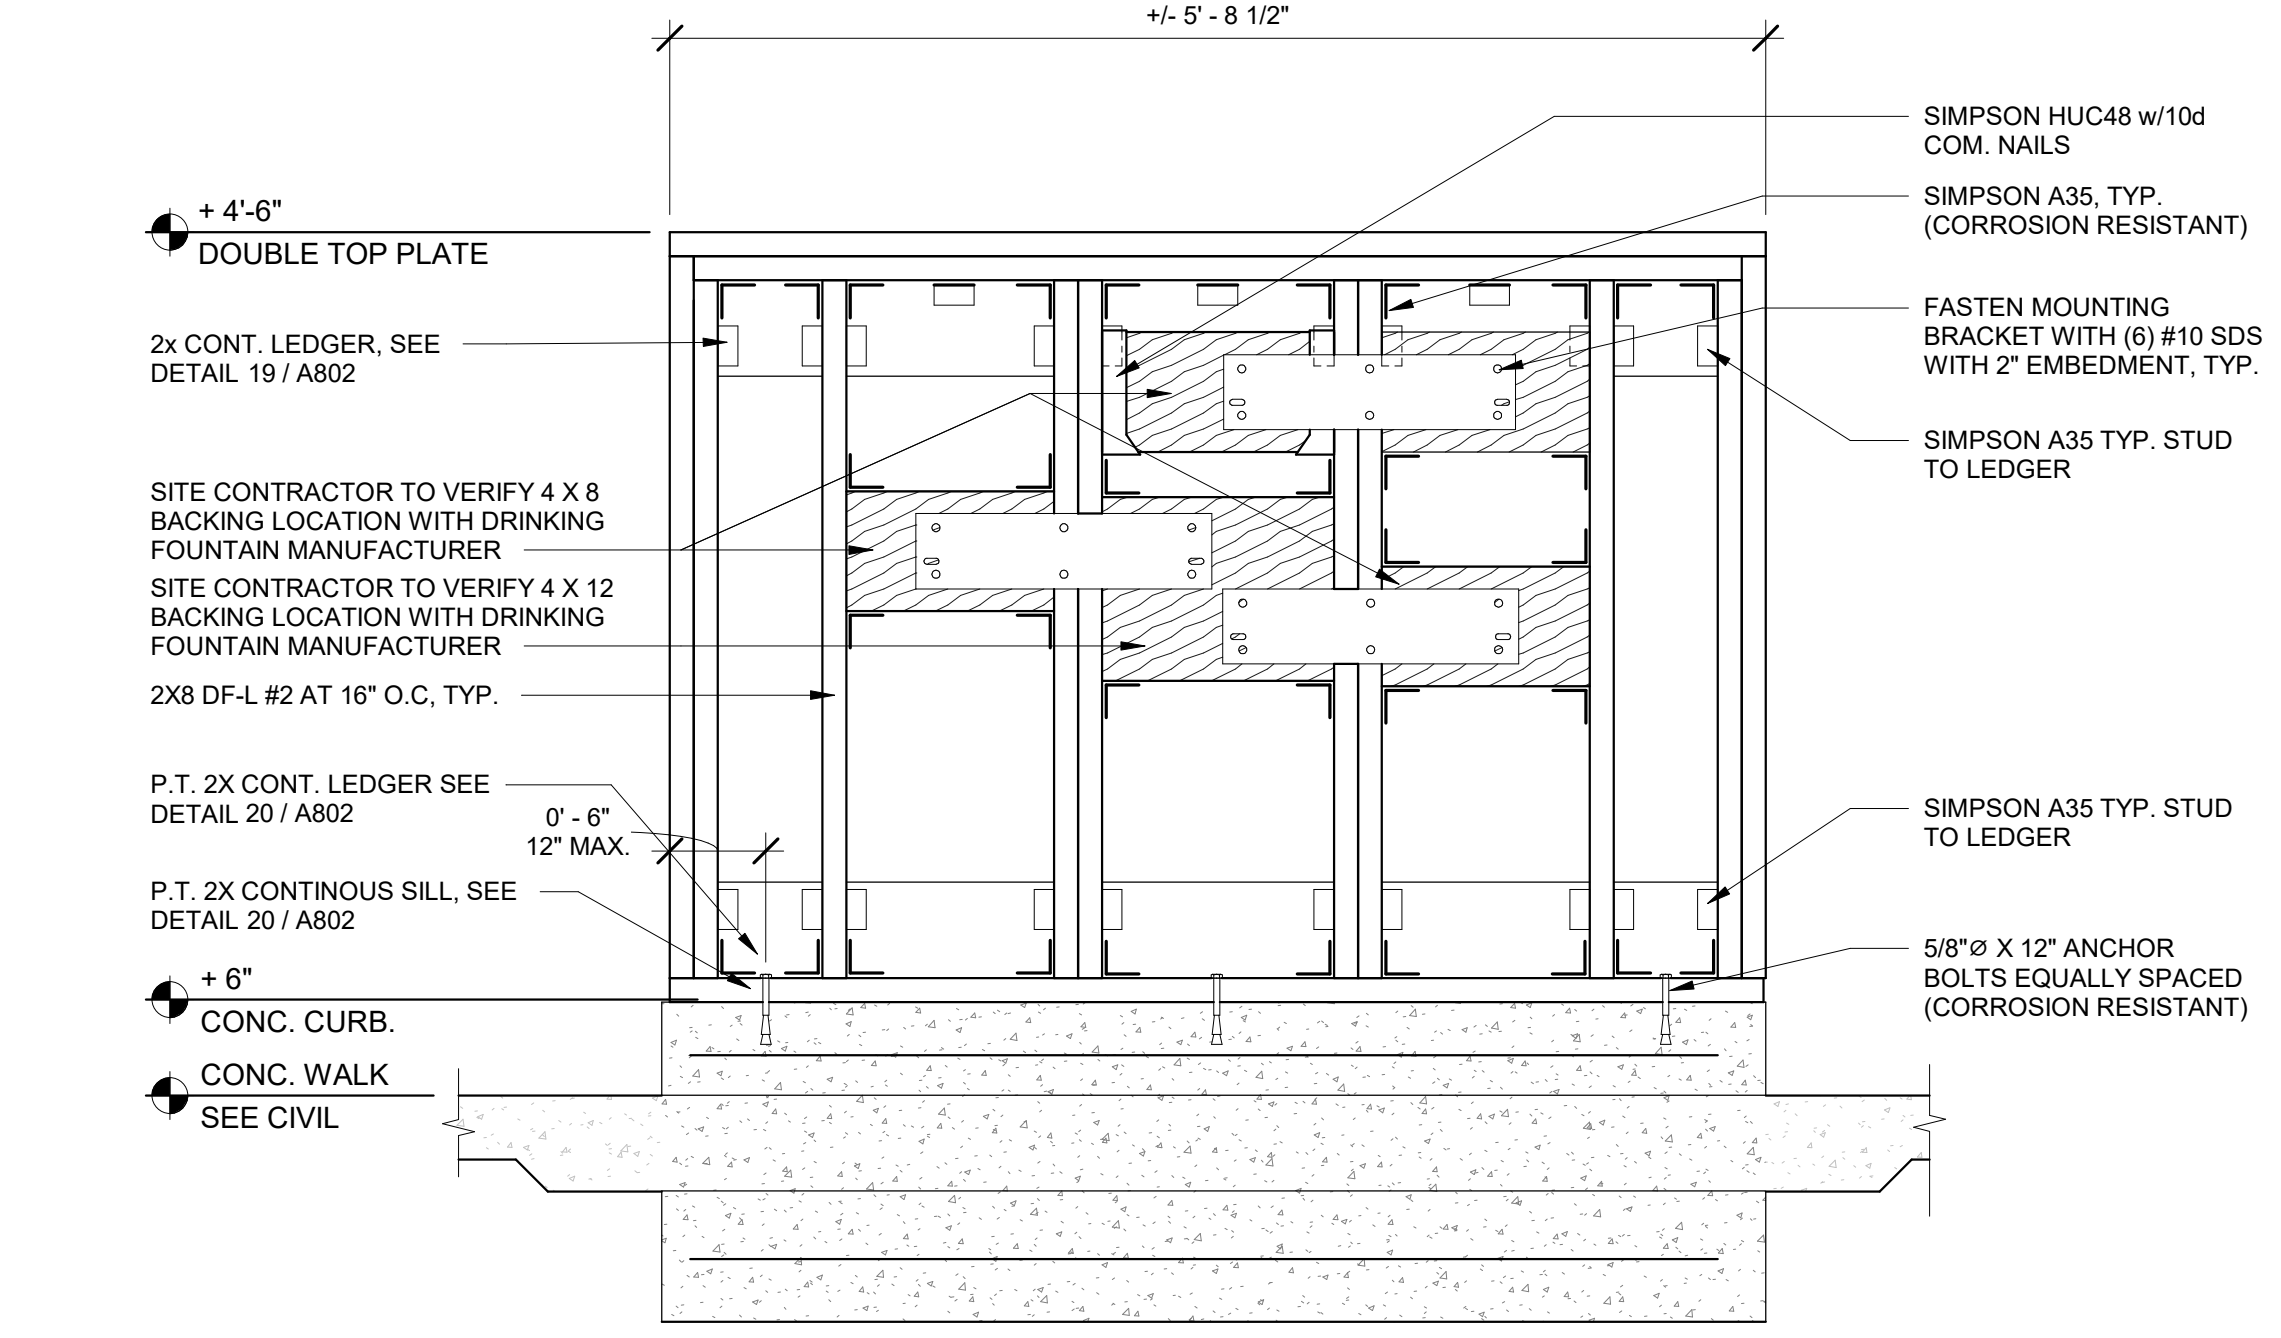 +/- 5' - 8 1/2"
+ 4'-6"
DOUBLE TOP PLATE
2x CONT. LEDGER, SEE
DETAIL 19 / A802
SITE CONTRACTOR TO VERIFY 4 X 8
BACKING LOCATION WITH DRINKING
FOUNTAIN MANUFACTURER
SITE CONTRACTOR TO VERIFY 4 X 12
BACKING LOCATION WITH DRINKING
FOUNTAIN MANUFACTURER
2X8 DF-L #2 AT 16" O.C, TYP.
P.T. 2X CONT. LEDGER SEE
DETAIL 20 / A802
0' - 6"
12" MAX.
P.T. 2X CONTINOUS SILL, SEE
DETAIL 20 / A802
+ 6"
CONC. CURB.
CONC. WALK
SEE CIVIL
SIMPSON HUC48 w/10d
COM. NAILS
SIMPSON A35, TYP.
(CORROSION RESISTANT)
FASTEN MOUNTING
BRACKET WITH (6) #10 SDS
WITH 2" EMBEDMENT, TYP.
SIMPSON A35 TYP. STUD
TO LEDGER
SIMPSON A35 TYP. STUD
TO LEDGER
5/8"Ø X 12" ANCHOR
BOLTS EQUALLY SPACED
(CORROSION RESISTANT)